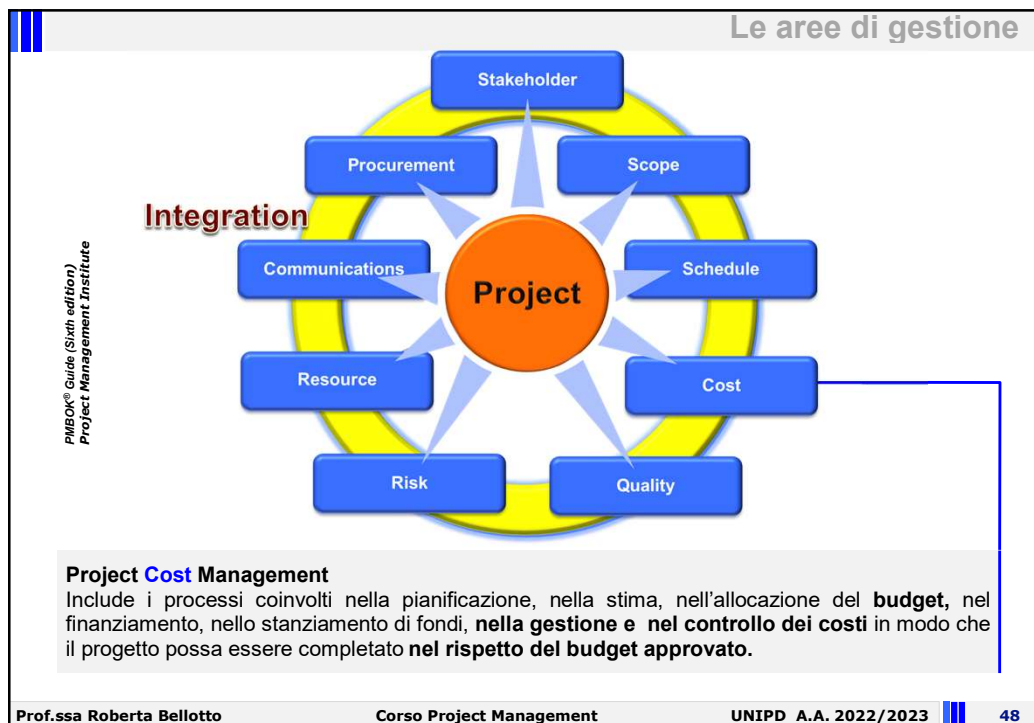 Le aree di gestione
Stakeholder
Procurement
Scope
Integration
Communications
Schedule
Project
Resource
Cost
Risk
Quality
PMBOK® Guide (Sixth edition)
Project Management Institute
Project Cost Management
Include i processi coinvolti nella pianificazione, nella stima, nell'allocazione del budget, nel
finanziamento, nello stanziamento di fondi, nella gestione e nel controllo dei costi in modo che
il progetto possa essere completato nel rispetto del budget approvato.
Prof.ssa Roberta Bellotto Corso Project Management UNIPD A.A. 2022/2023 48